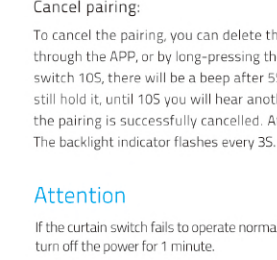 Cancel pairing:
To cancel the pairing, you can delete th
through the APP, or by long-pressing th
switch 10S, there will be a beep after 5S
still hold it, until 10S you will hear anot
the pairing is successfully cancelled. A
The backlight indicator flashes every 3S.
Attention
If the curtain switch fails to operate norma
turn off the power for 1 minute.